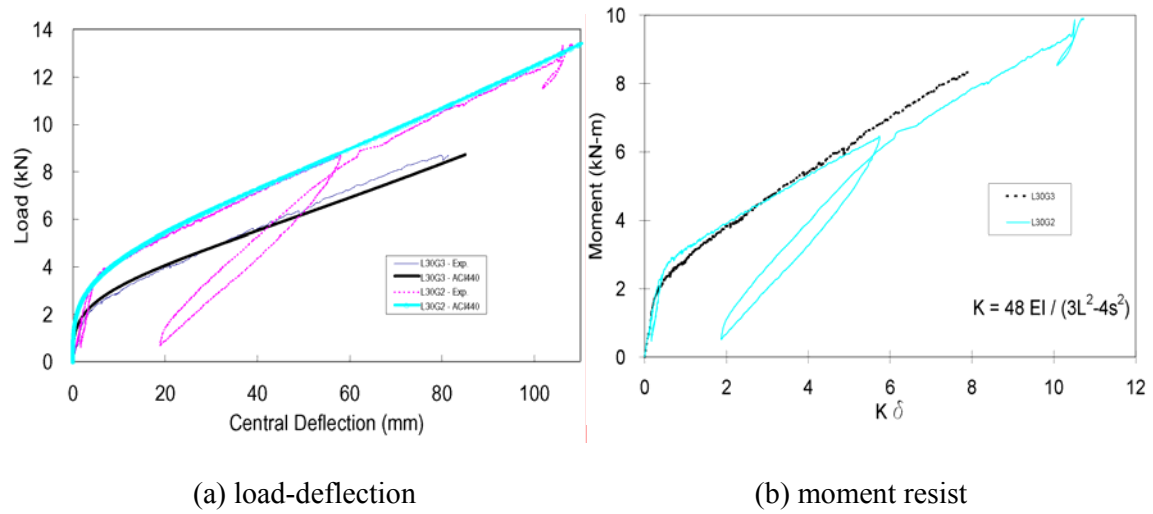 14
12
10
8
6
4
2
0
Load (kN)
0 20 40 60 80 100
Central Deflection (mm)
L30G3 - Exp.
L30G3 - ACI440
L30G2 - Exp.
L30G2 - ACI440
(a) load-deflection
10
8
6
4
2
0
Moment (kN-m)
0 2 4 6 8 10 12
K δ
L30G3
L30G2
K = 48 EI / (3L²-4s²)
(b) moment resist